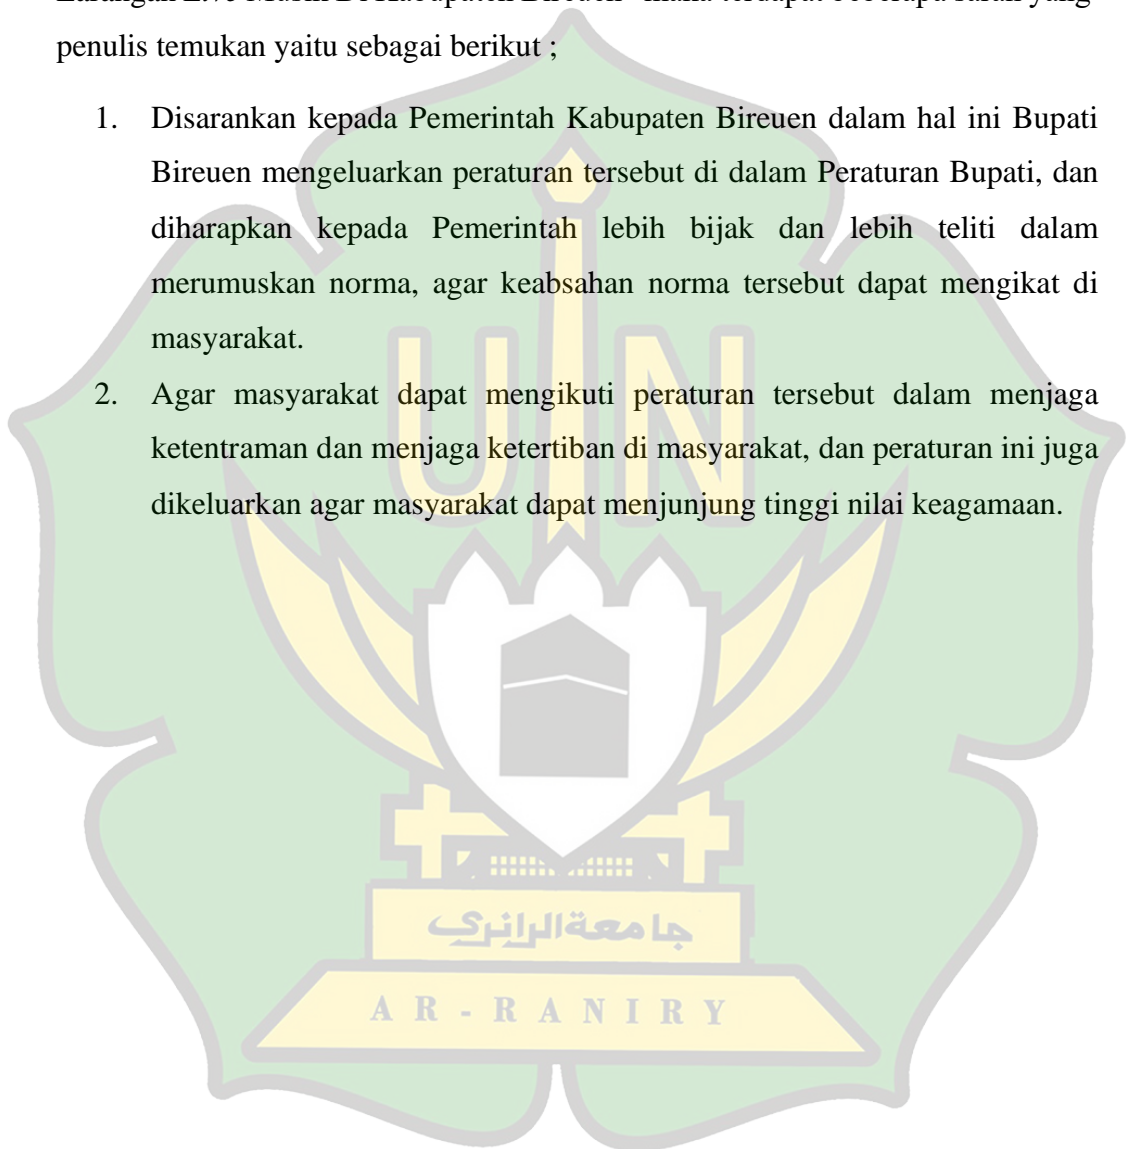 penulis temukan yaitu sebagai berikut ;
1. Disarankan kepada Pemerintah Kabupaten Bireuen dalam hal ini Bupati
Bireuen mengeluarkan peraturan tersebut di dalam Peraturan Bupati, dan
diharapkan kepada Pemerintah lebih bijak dan lebih teliti dalam
merumuskan norma, agar keabsahan norma tersebut dapat mengikat di
masyarakat.
2. Agar masyarakat dapat mengikuti peraturan tersebut dalam menjaga
ketentraman dan menjaga ketertiban di masyarakat, dan peraturan ini juga
dikeluarkan agar masyarakat dapat menjunjung tinggi nilai keagamaan.
UIN
جامعة الرانري
AR-RANIRY